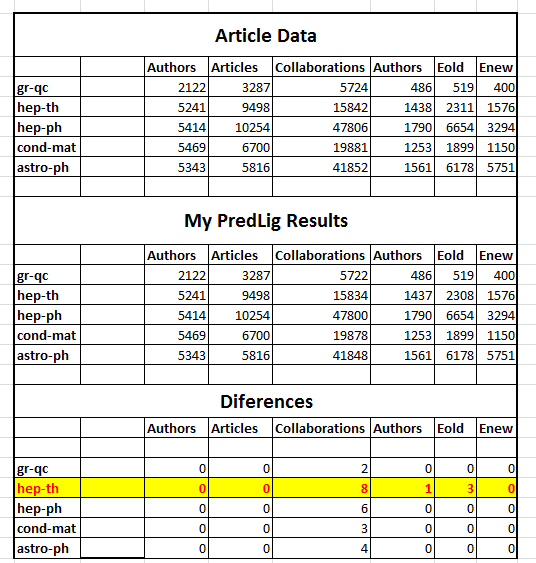 Article Data
Authors Articles Collaborations Authors Eold Enew
gr-qc 2122 3287 5724 486 519 400
hep-th 5241 9498 15842 1438 2311 1576
hep-ph 5414 10254 47806 1790 6654 3294
cond-mat 5469 6700 19881 1253 1899 1150
astro-ph 5343 5816 41852 1561 6178 5751
My PredLig Results
Authors Articles Collaborations Authors Eold Enew
gr-qc 2122 3287 5722 486 519 400
hep-th 5241 9498 15834 1437 2308 1576
hep-ph 5414 10254 47800 1790 6654 3294
cond-mat 5469 6700 19878 1253 1899 1150
astro-ph 5343 5816 41848 1561 6178 5751
Diferences
Authors Articles Collaborations Authors Eold Enew
gr-qc 0 0 2 0 0 0
hep-th 0 0 8 1 3 0
hep-ph 0 0 6 0 0 0
cond-mat 0 0 3 0 0 0
astro-ph 0 0 4 0 0 0